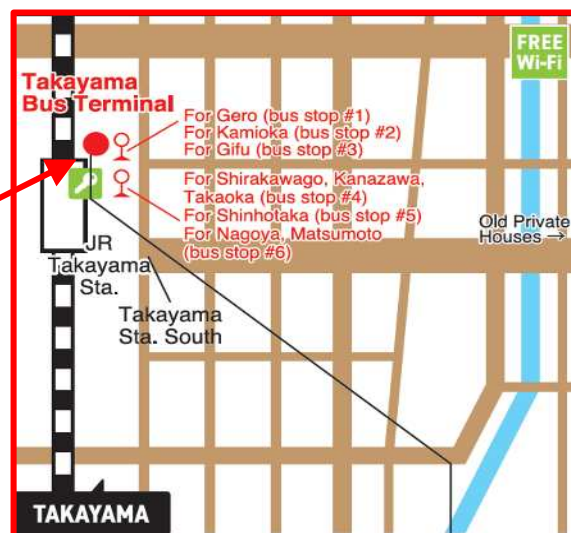 FREE
Wi-Fi
Takayama
Bus Terminal
For Gero (bus stop #1)
For Kamioka (bus stop #2)
For Gifu (bus stop #3)
For Shirakawago, Kanazawa,
Takaoka (bus stop #4)
For Shinhotaka (bus stop #5)
For Nagoya, Matsumoto
(bus stop #6)
Old Private
Houses →
JR
Takayama
Sta.
Takayama
Sta. South
TAKAYAMA